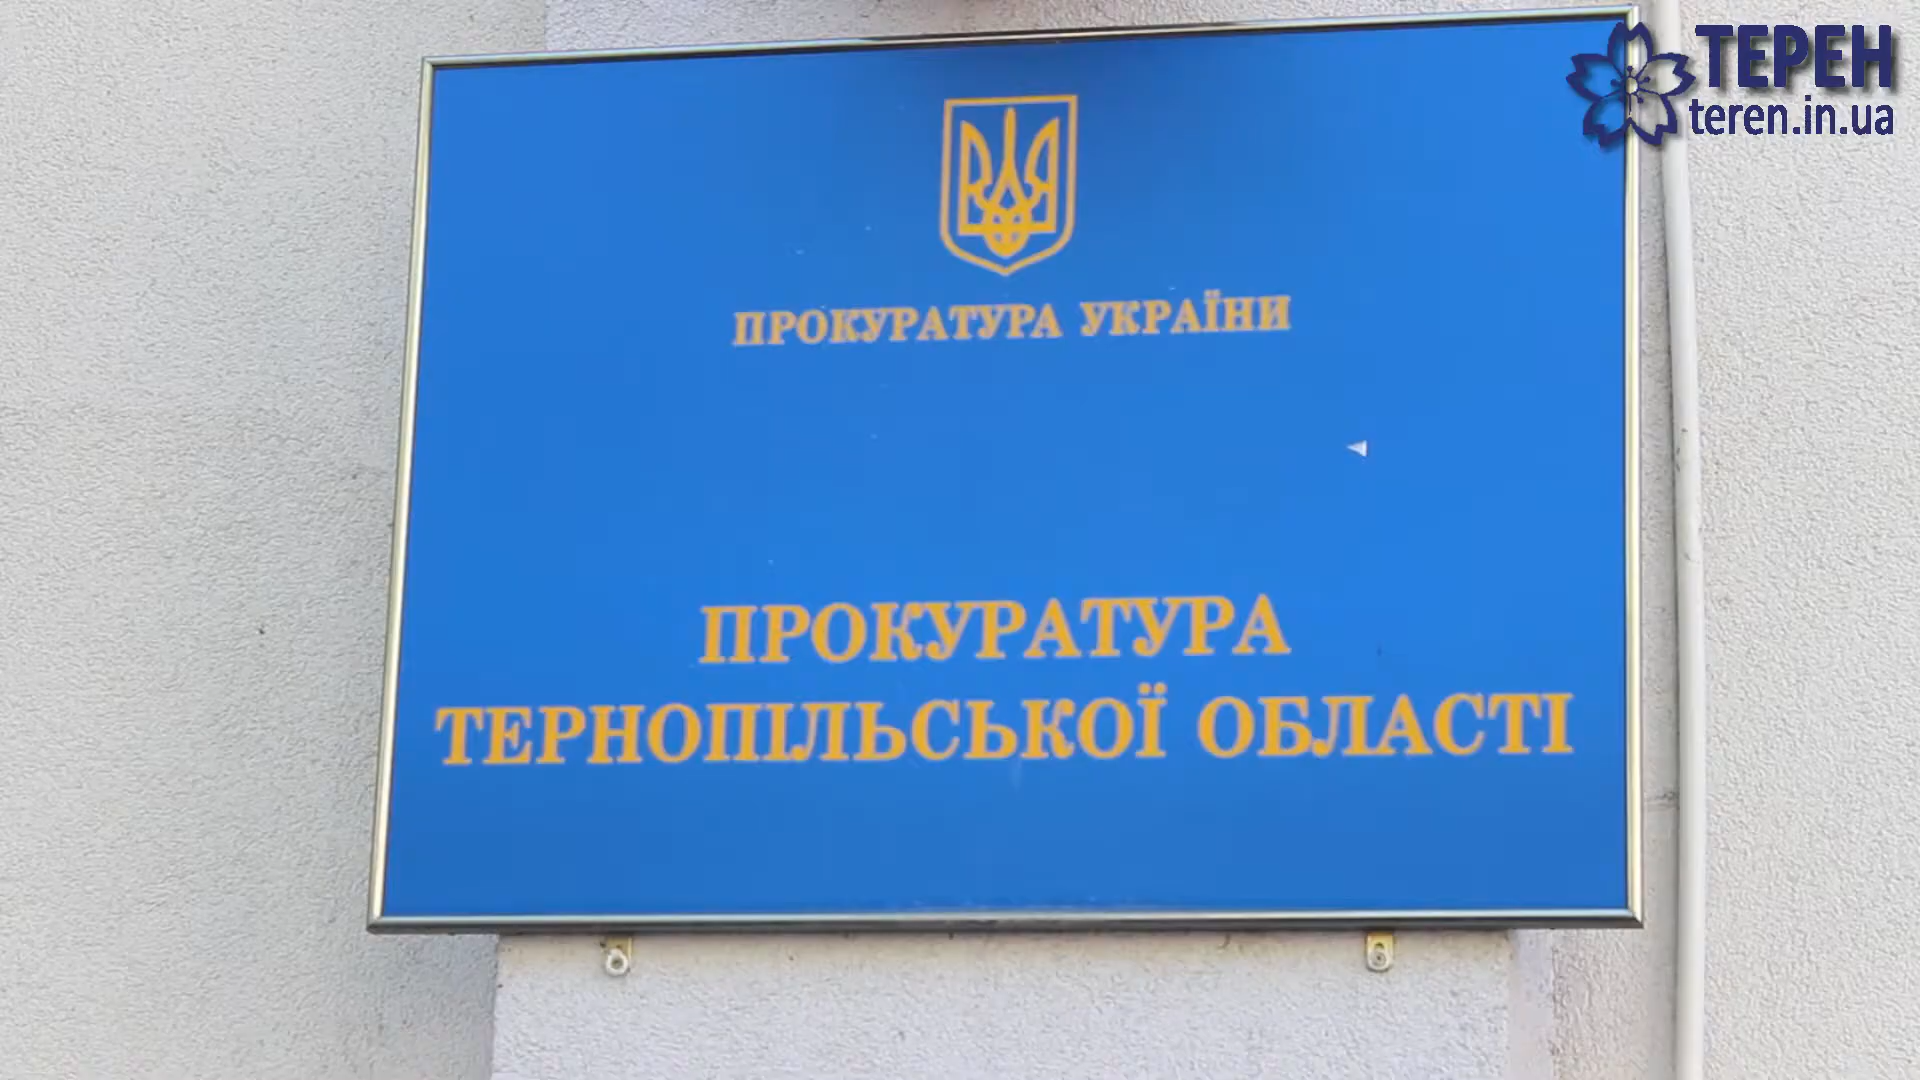 ТЕРЕН
teren.in.ua
ПРОКУРАТУРА УКРАЇНИ
ПРОКУРАТУРА
ТЕРНОПІЛЬСЬКОЇ ОБЛАСТІ